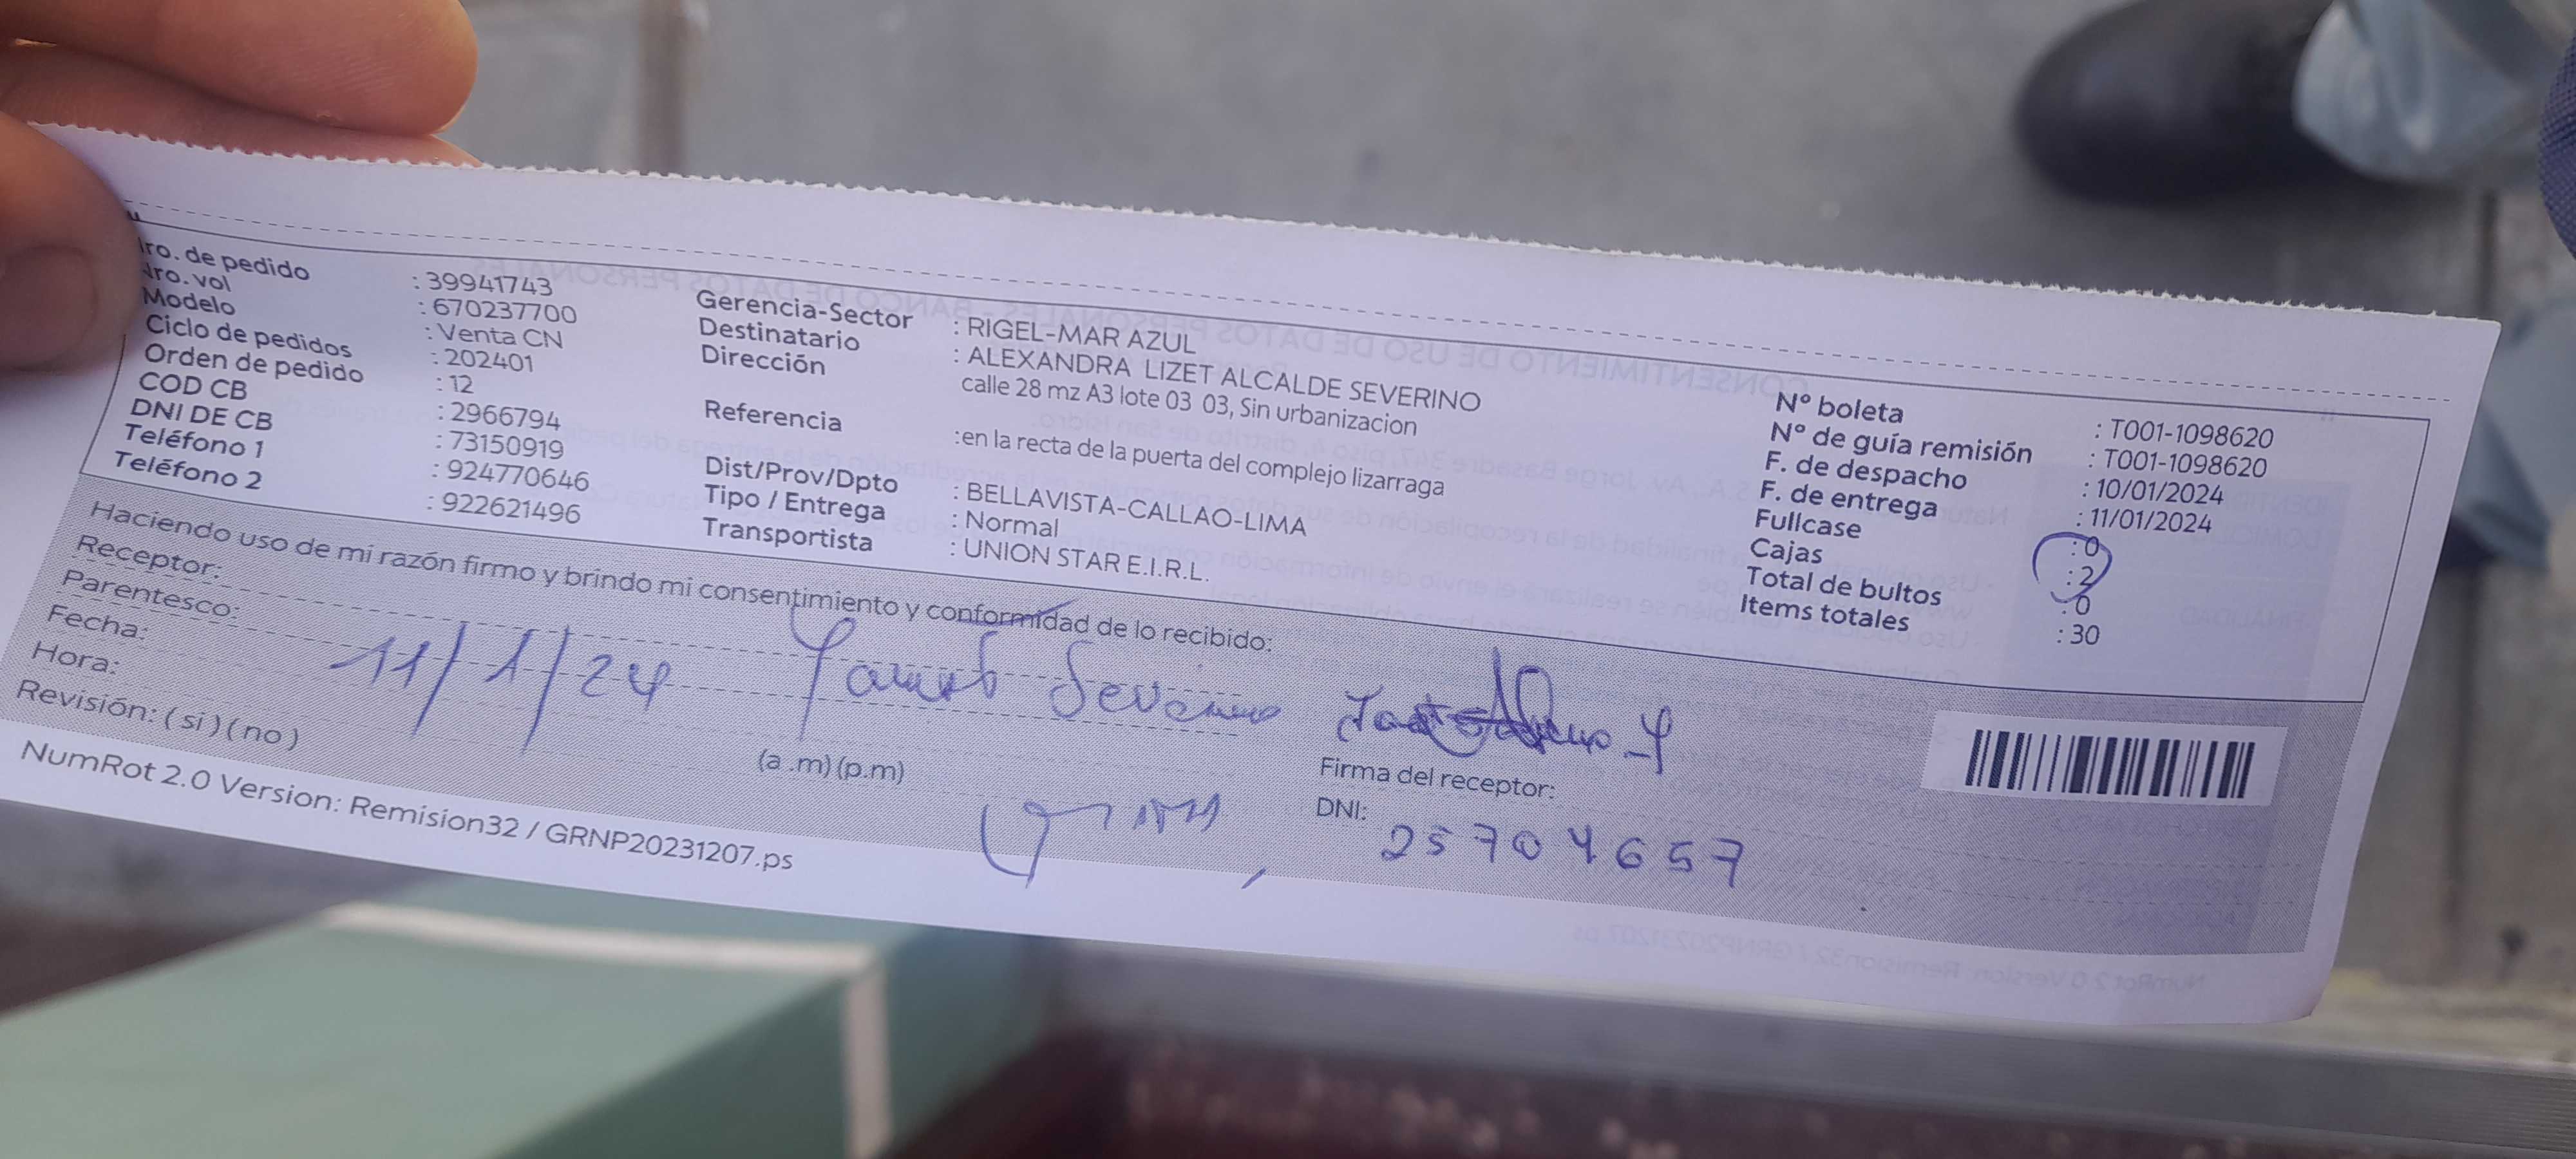 Nro. de pedido : 39941743
Nro. vol : 670237700
Modelo : Venta CN
Ciclo de pedidos : 202401
Orden de pedido : 12
COD CB : 2966794
DNI DE CB : 73150919
Teléfono 1 : 924770646
Teléfono 2 : 922621496
Gerencia-Sector : RIGEL-MAR AZUL
Destinatario : ALEXANDRA LIZET ALCALDE SEVERINO
Dirección calle 28 mz A3 lote 03 03, Sin urbanizacion
Referencia :en la recta de la puerta del complejo lizarraga
Dist/Prov/Dpto : BELLAVISTA-CALLAO-LIMA
Tipo / Entrega : Normal
Transportista : UNION STAR E.I.R.L.
Nº boleta : T001-1098620
Nº de guía remisión : T001-1098620
F. de despacho : 10/01/2024
F. de entrega : 11/01/2024
Fullcase : 0
Cajas : 2
Total de bultos : 0
Items totales : 30
Haciendo uso de mi razón firmo y brindo mi consentimiento y conformidad de lo recibido:
Receptor:
Parentesco:
Fecha: 11/1/24
Hora: (a .m) (p.m)
Revisión: ( si ) ( no )
Firma del receptor:
DNI: 25704657
NumRot 2.0 Version: Remision32 / GRNP20231207.ps